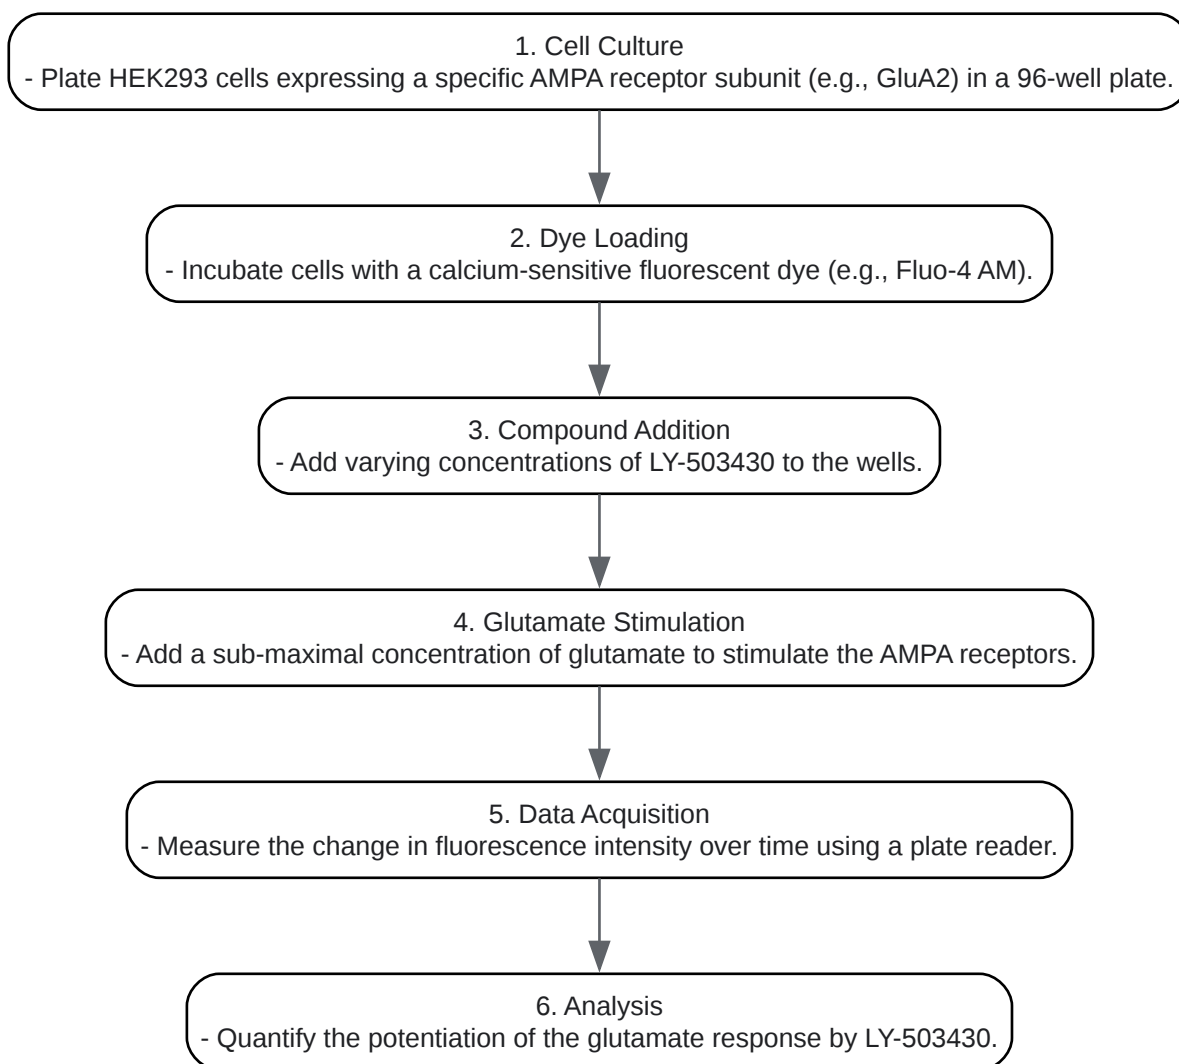 1. Cell Culture
- Plate HEK293 cells expressing a specific AMPA receptor subunit (e.g., GluA2) in a 96-well plate.
2. Dye Loading
- Incubate cells with a calcium-sensitive fluorescent dye (e.g., Fluo-4 AM).
3. Compound Addition
- Add varying concentrations of LY-503430 to the wells.
4. Glutamate Stimulation
- Add a sub-maximal concentration of glutamate to stimulate the AMPA receptors.
5. Data Acquisition
- Measure the change in fluorescence intensity over time using a plate reader.
6. Analysis
- Quantify the potentiation of the glutamate response by LY-503430.